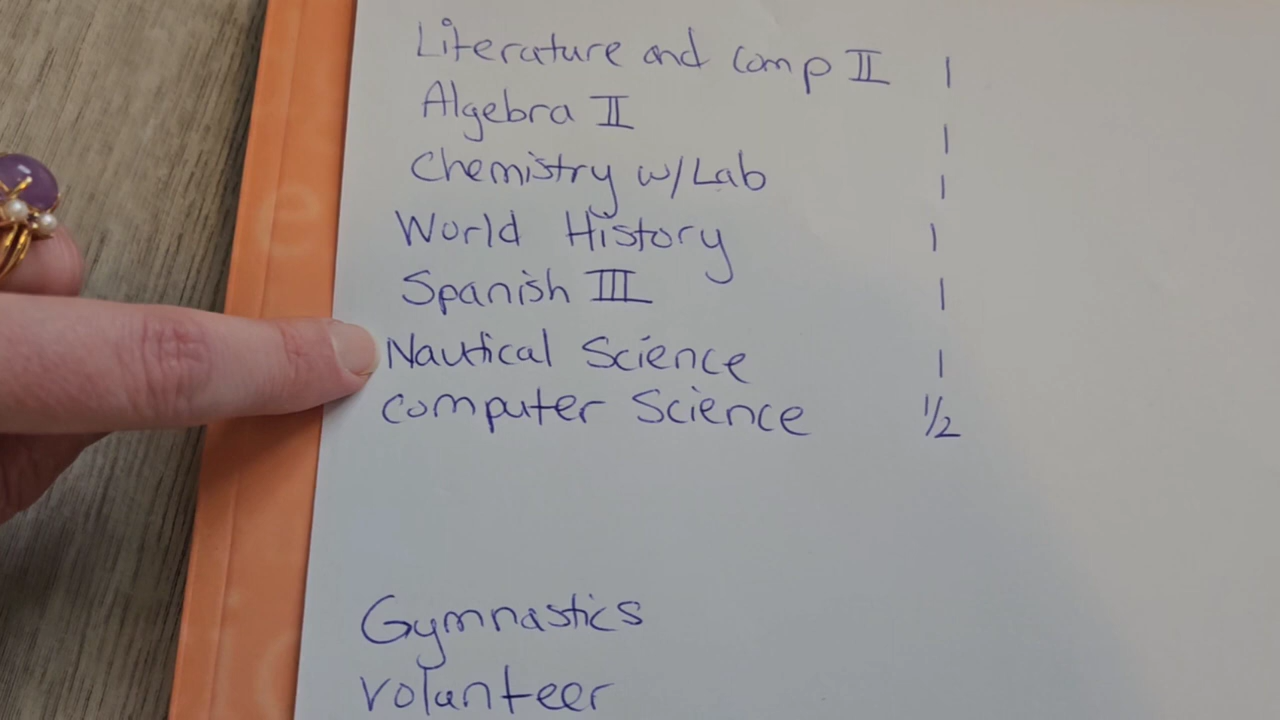 Literature and Comp II 1
Algebra II 1
Chemistry w/Lab 1
World History 1
Spanish III 1
Nautical Science 1
Computer Science 1/2
Gymnastics
Volunteer